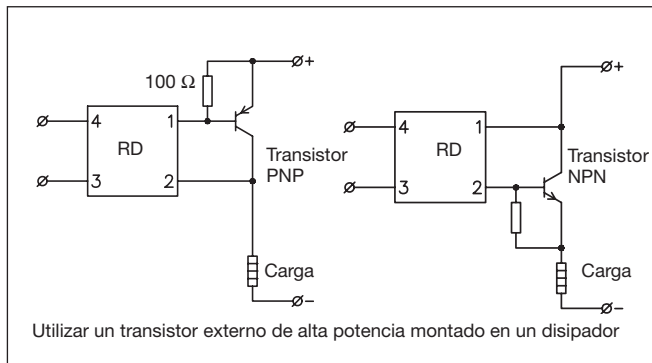 100 Ω
+
4
1
RD
3
2
Transistor
PNP
Carga
–
+
4
1
RD
3
2
Transistor
NPN
Carga
–
Utilizar un transistor externo de alta potencia montado en un disipador